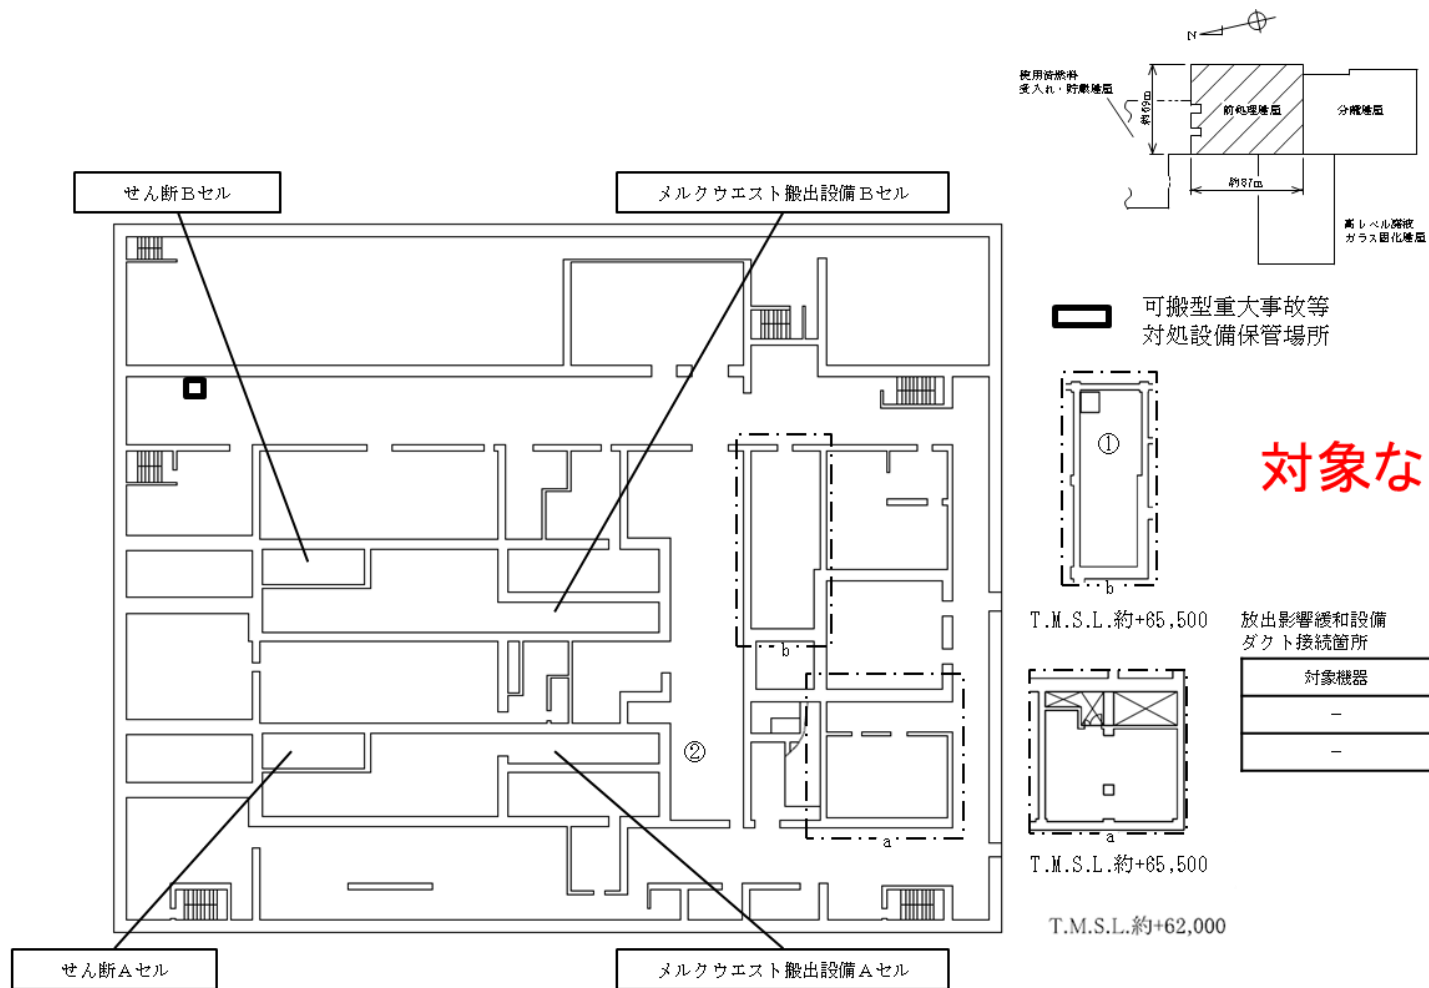 N
使用済燃料
受入れ・貯蔵建屋
約69m
前処理建屋
分離建屋
約87m
高レベル廃液
ガラス固化建屋
せん断Bセル
メルクウエスト搬出設備Bセル
可搬型重大事故等
対処設備保管場所
①
対象な
b
T.M.S.L.約+65,500
放出影響緩和設備
ダクト接続箇所
対象機器
－
－
b
②
a
a
T.M.S.L.約+65,500
T.M.S.L.約+62,000
せん断Aセル
メルクウエスト搬出設備Aセル